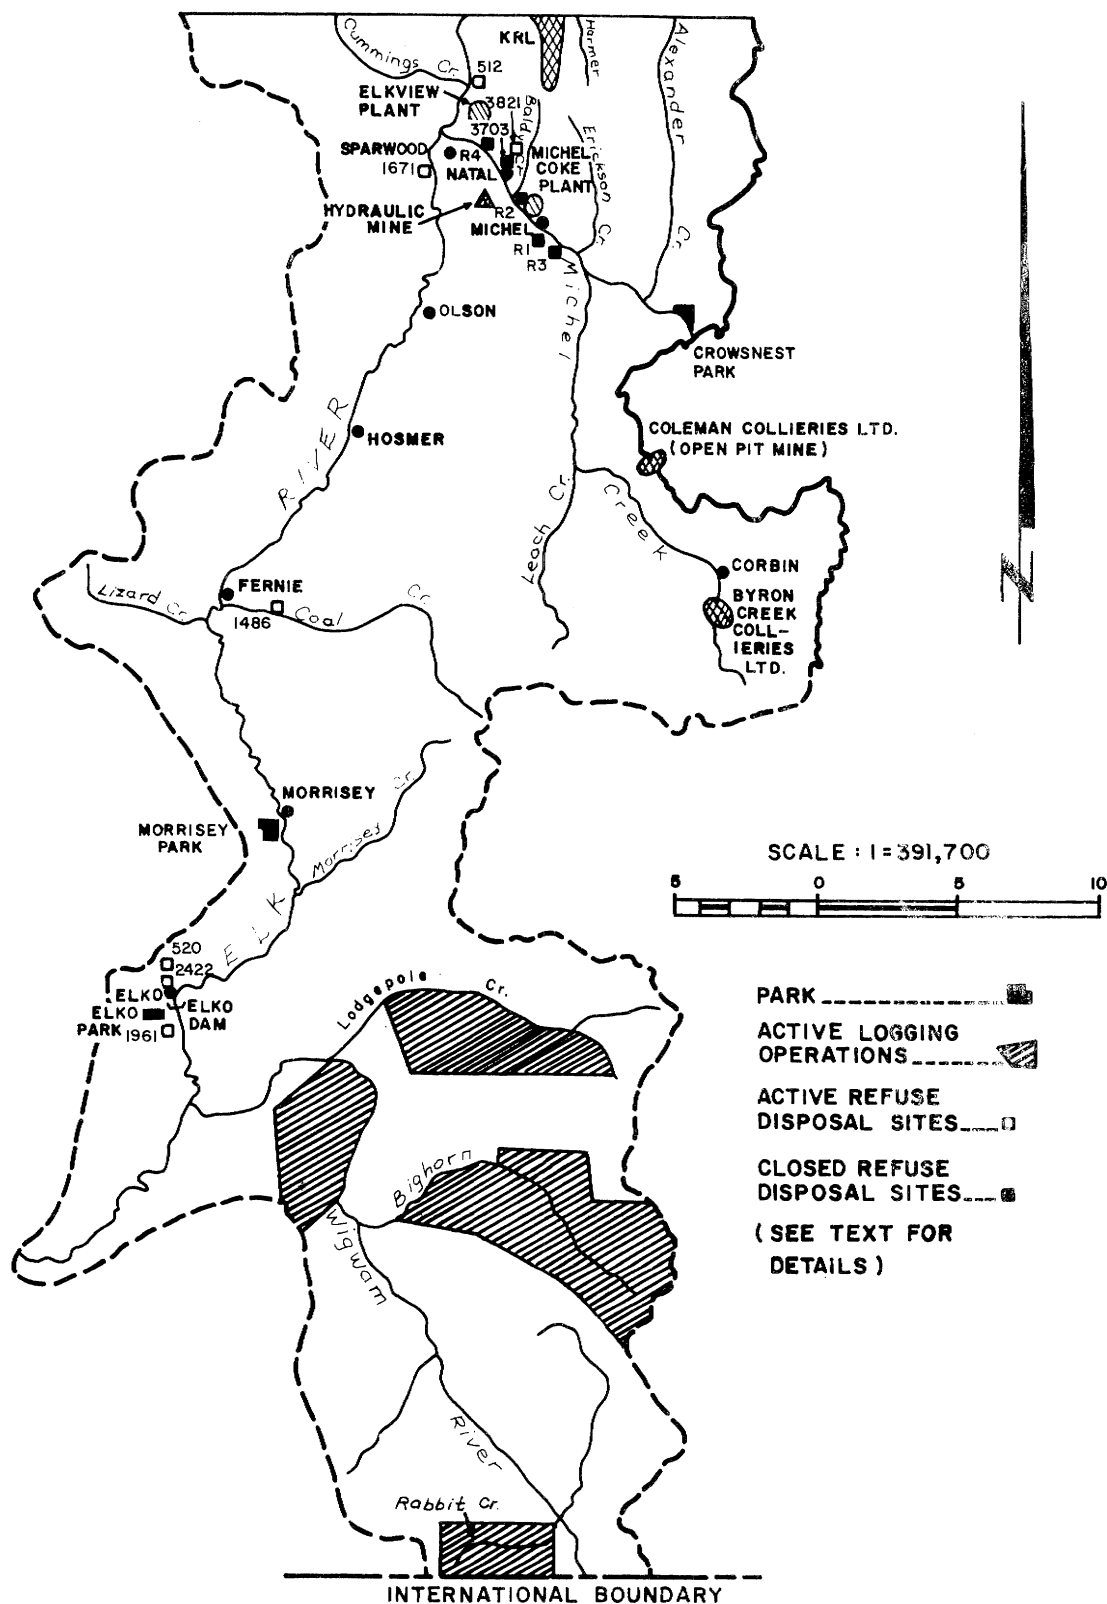 Cummings Cr.
KRL
Harmer
Alexander Cr.
512
ELKVIEW
PLANT
3821
Baldy Cr.
3703
Erickson Cr.
SPARWOOD
1671
R4
NATAL
MICHEL
COKE
PLANT
HYDRAULIC
MINE
R2
MICHEL
R1
R3
Michel
OLSON
CROWSNEST
PARK
RIVER
HOSMER
COLEMAN COLLIERIES LTD.
(OPEN PIT MINE)
Creek
Leach Cr.
CORBIN
BYRON
CREEK
COLL-
IERIES
LTD.
FERNIE
Lizard Cr.
1486
Coal Cr.
N
MORRISEY
MORRISEY
PARK
Morrisey Cr.
SCALE : 1=391,700
5 0 5 10
ELK
520
2422
ELKO
ELKO
DAM
ELKO
PARK
1961
Lodgepole Cr.
PARK
ACTIVE LOGGING
OPERATIONS
ACTIVE REFUSE
DISPOSAL SITES
CLOSED REFUSE
DISPOSAL SITES
(SEE TEXT FOR
DETAILS)
Bighorn
Wigwam
River
Rabbit Cr.
INTERNATIONAL BOUNDARY